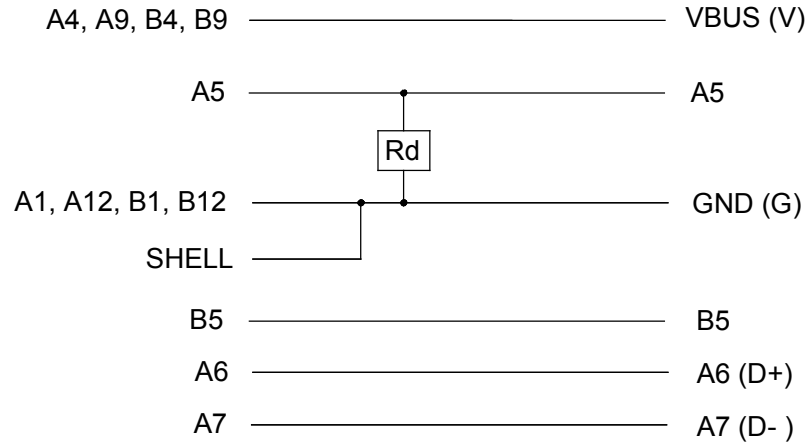 A4, A9, B4, B9 VBUS (V)
A5 A5
Rd
A1, A12, B1, B12 GND (G)
SHELL
B5 B5
A6 A6 (D+)
A7 A7 (D- )